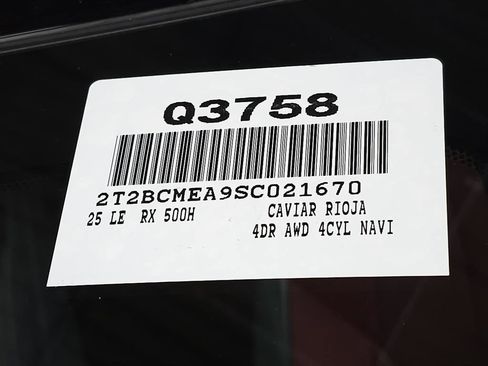 Q3758
2T2BCMEA9SC021670
25 LE RX 500H CAVIAR RIOJA
4DR AWD 4CYL NAVI